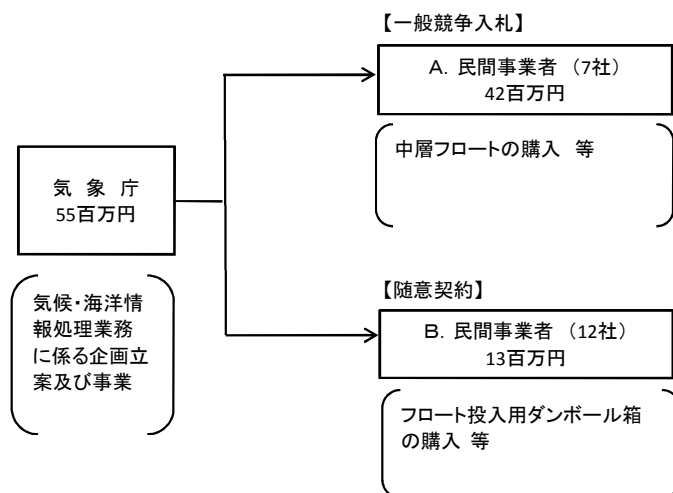 【一般競争入札】
A. 民間事業者 (7社)
42百万円
中層フロートの購入 等
気 象 庁
55百万円
気候・海洋情
報処理業務
に係る企画立
案及び事業
【随意契約】
B. 民間事業者 (12社)
13百万円
フロート投入用ダンボール箱
の購入 等